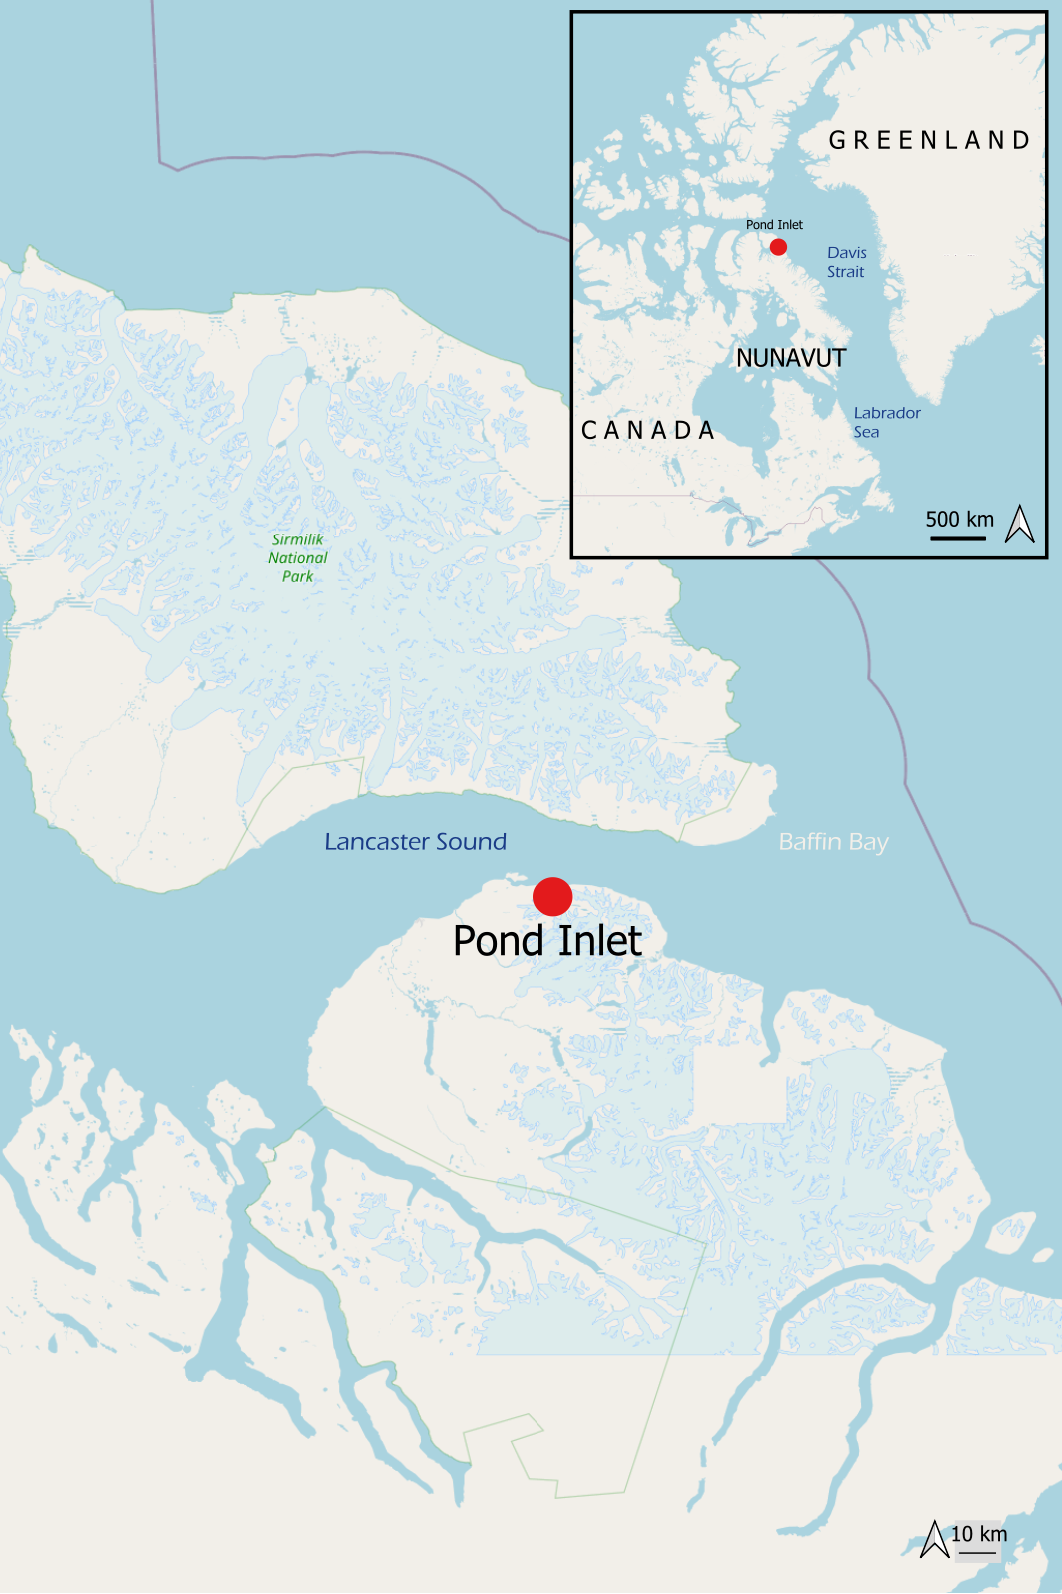 GREENLAND
Pond Inlet
Davis
Strait
NUNAVUT
Labrador
Sea
CANADA
500 km
Sirmilik
National
Park
Lancaster Sound
Baffin Bay
Pond Inlet
10 km